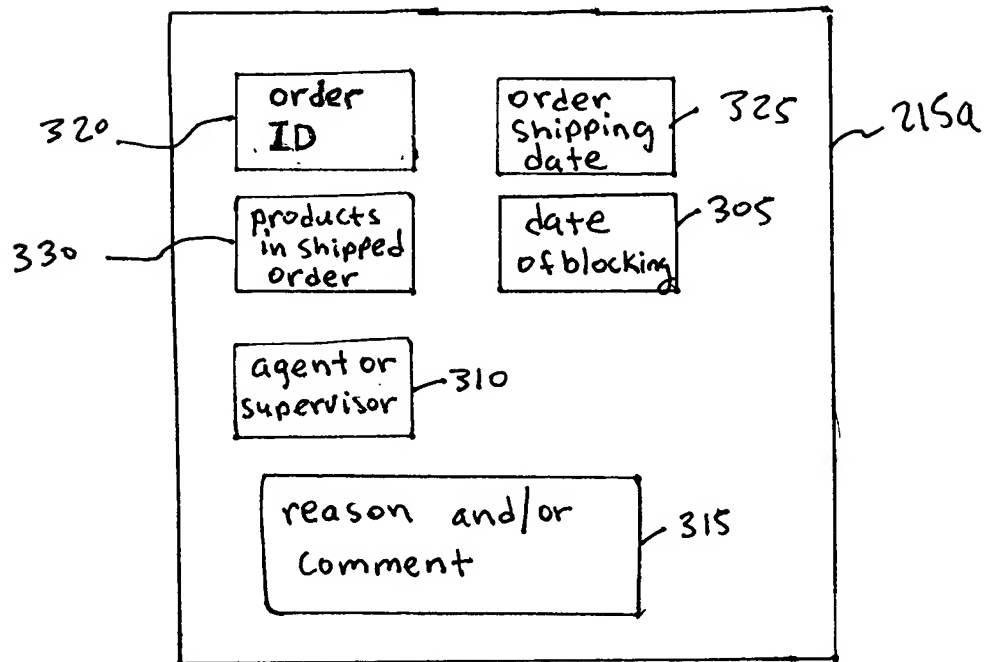 order
ID
320
order
shipping
date
325
215a
products
in shipped
order
330
date
of blocking
305
agent or
supervisor
310
reason and/or
comment
315